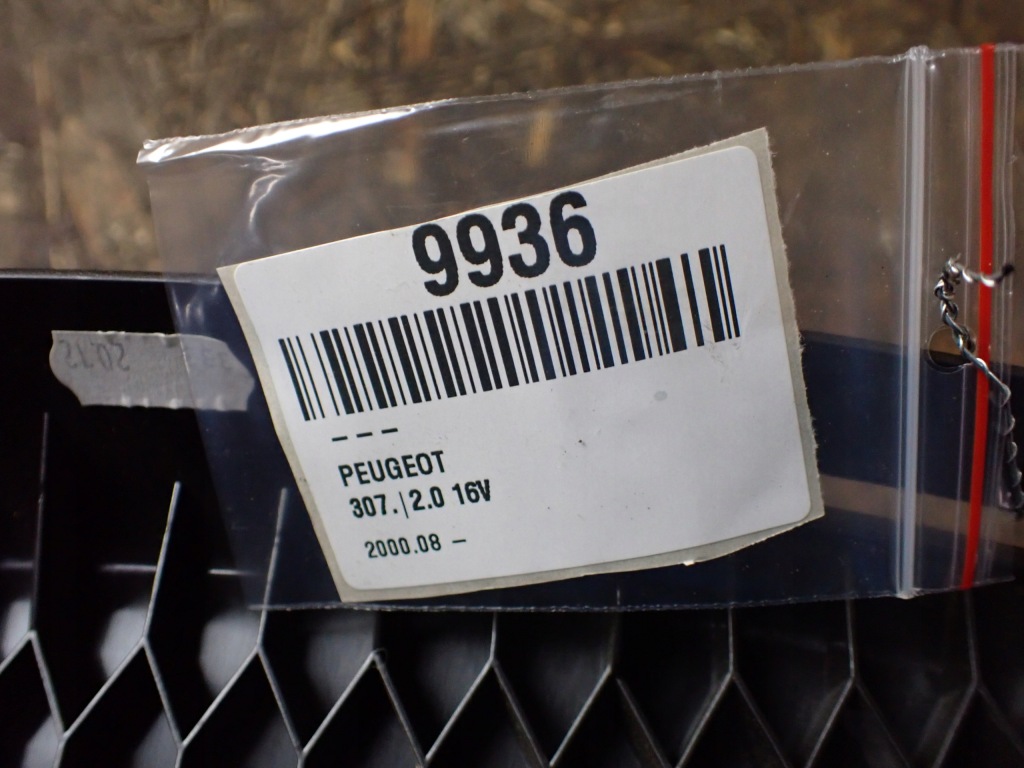 9936
– – –
PEUGEOT
307.|2.0 16V
2000.08 –